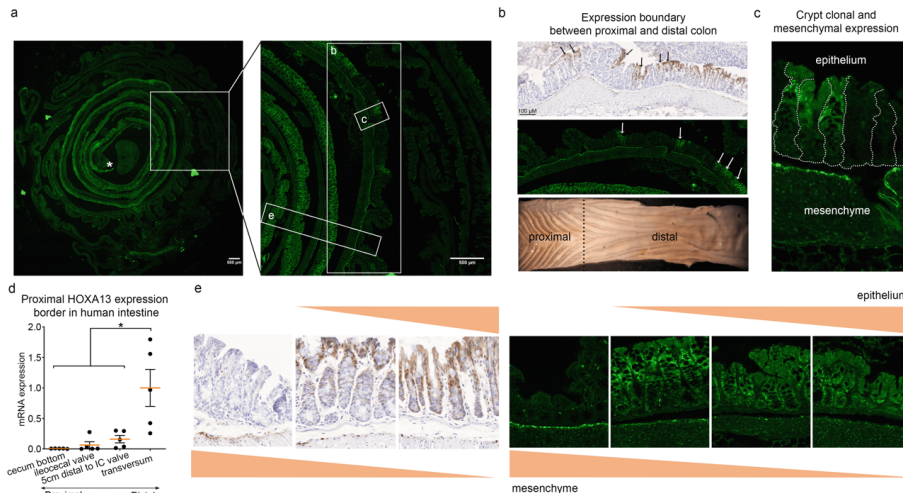 a
b
c
e
*
600 µm
500 µm
b
Expression boundary
between proximal and distal colon
100 µM
proximal
distal
c
Crypt clonal and
mesenchymal expression
epithelium
mesenchyme
d
Proximal HOXA13 expression
border in human intestine
*
mRNA expression
2.0
1.5
1.0
0.5
0.0
cecum bottom
ileocecal valve
5cm distal to IC valve
transversum
e
epithelium
mesenchyme